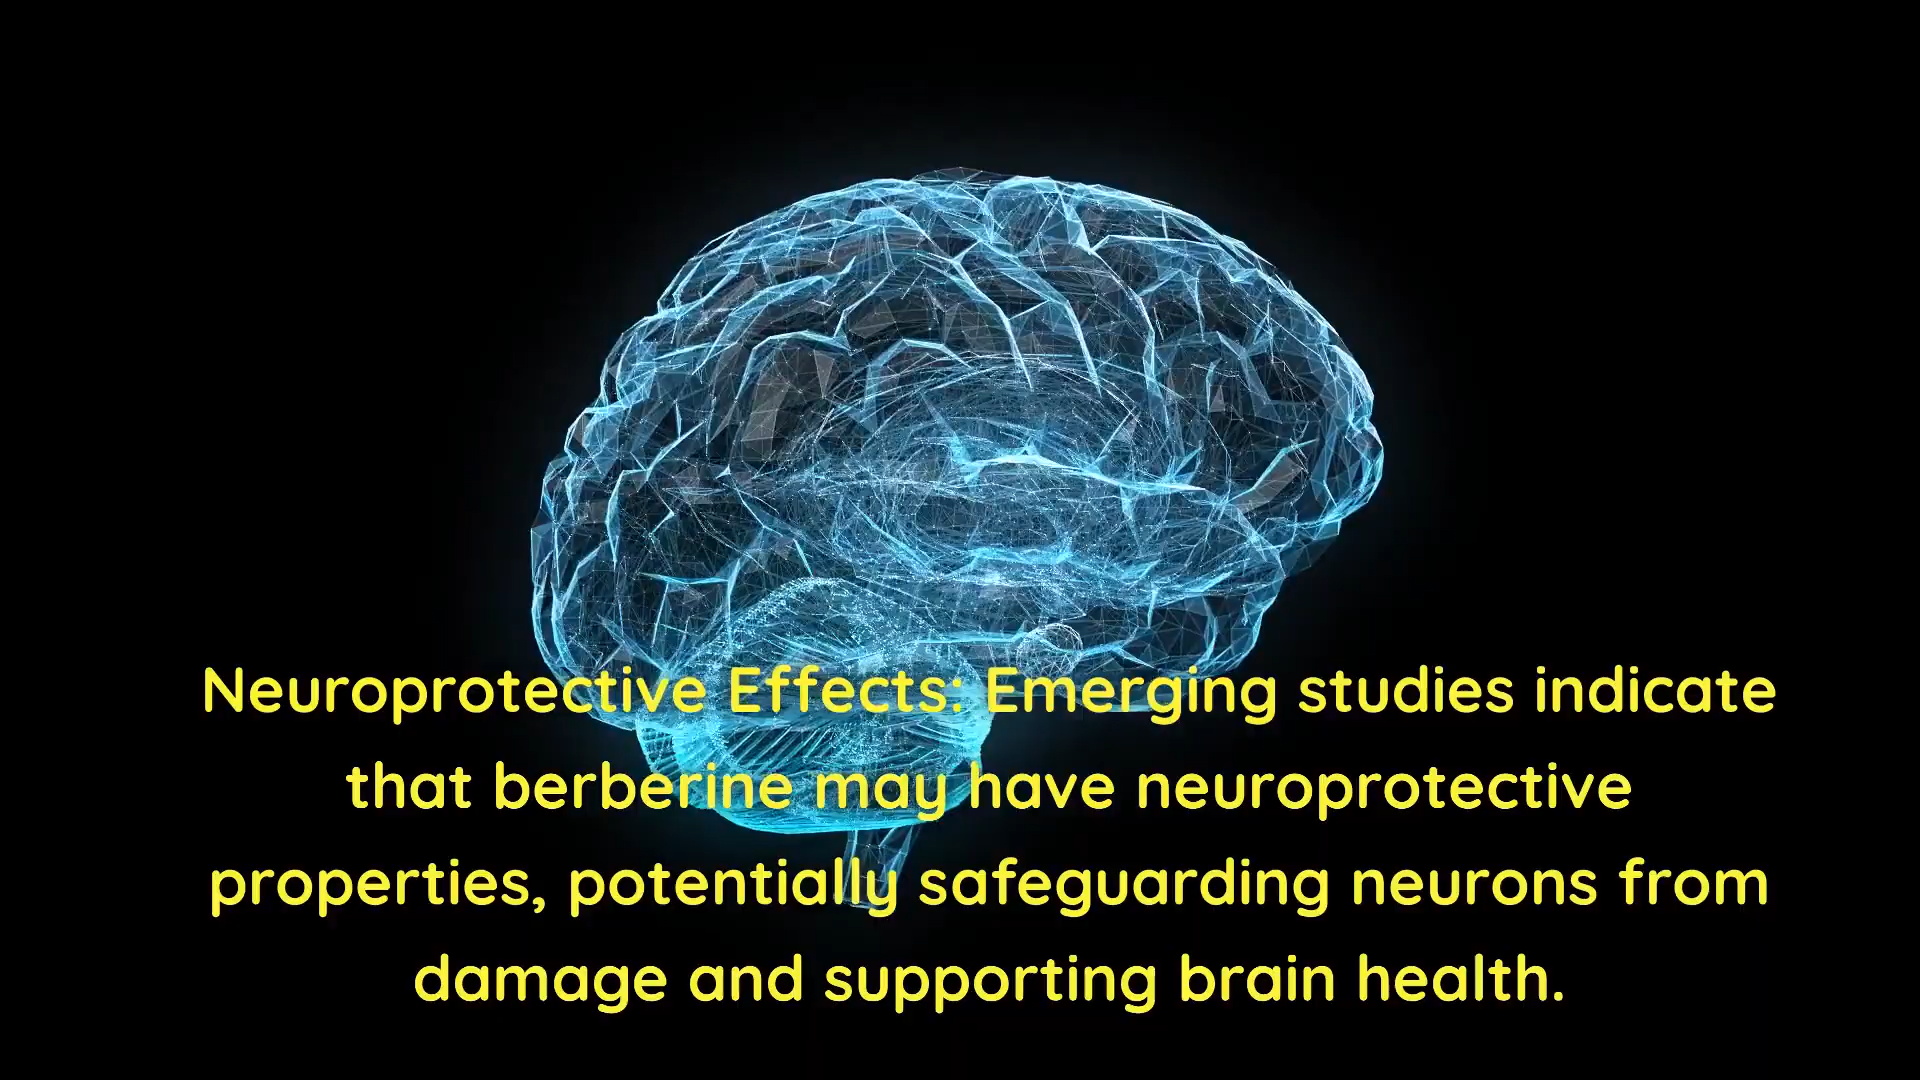 Neuroprotective Effects: Emerging studies indicate
that berberine may have neuroprotective
properties, potentially safeguarding neurons from
damage and supporting brain health.